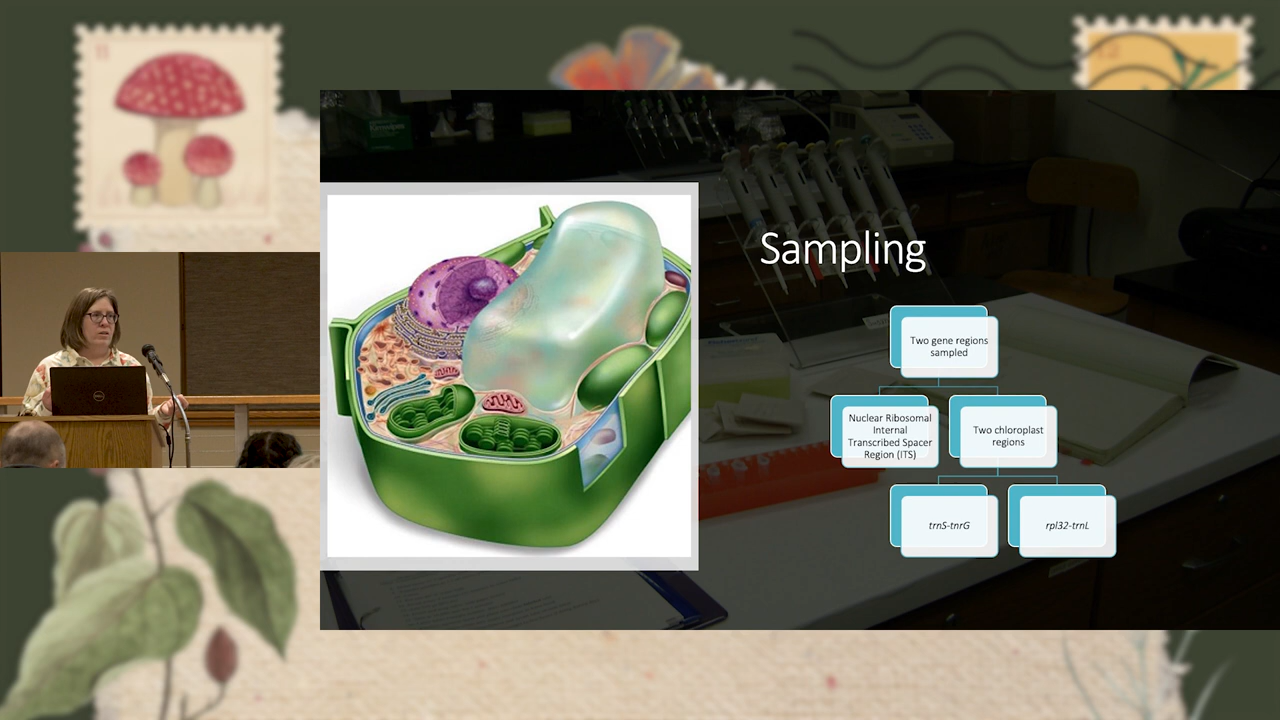 Sampling
Two gene regions
sampled
Nuclear Ribosomal
Internal
Transcribed Spacer
Region (ITS)
Two chloroplast
regions
trnS-tnrG
rpl32-trnL